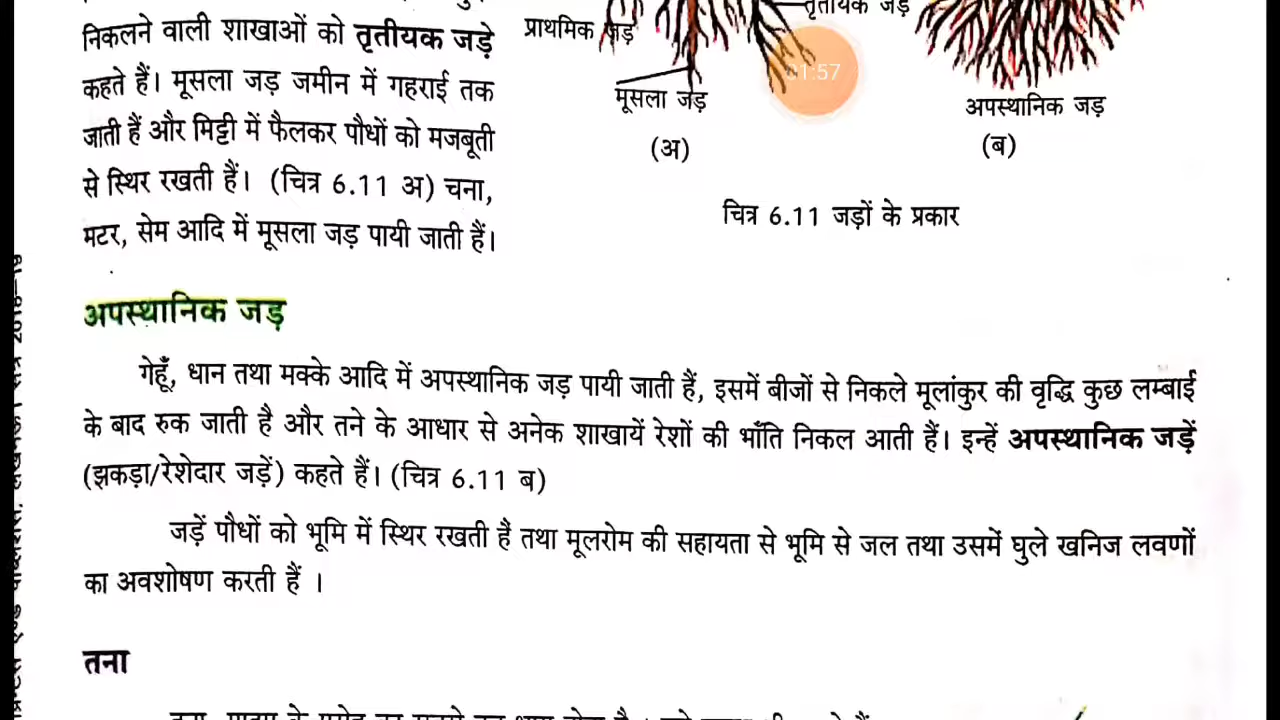 निकलने वाली शाखाओं को तृतीयक जड़े
कहते हैं। मूसला जड़ जमीन में गहराई तक
जाती हैं और मिट्टी में फैलकर पौधों को मजबूती
से स्थिर रखती हैं। (चित्र 6.11 अ) चना,
मटर, सेम आदि में मूसला जड़ पायी जाती हैं।
प्राथमिक जड़
तृतीयक जड़
मूसला जड़
(अ)
अपस्थानिक जड़
(ब)
01:57
चित्र 6.11 जड़ों के प्रकार
अपस्थानिक जड़
गेहूँ, धान तथा मक्के आदि में अपस्थानिक जड़ पायी जाती हैं, इसमें बीजों से निकले मूलांकुर की वृद्धि कुछ लम्बाई
के बाद रुक जाती है और तने के आधार से अनेक शाखायें रेशों की भाँति निकल आती हैं। इन्हें अपस्थानिक जड़ें
(झकड़ा/रेशेदार जड़ें) कहते हैं। (चित्र 6.11 ब)
जड़ें पौधों को भूमि में स्थिर रखती हैं तथा मूलरोम की सहायता से भूमि से जल तथा उसमें घुले खनिज लवणों
का अवशोषण करती हैं ।
तना